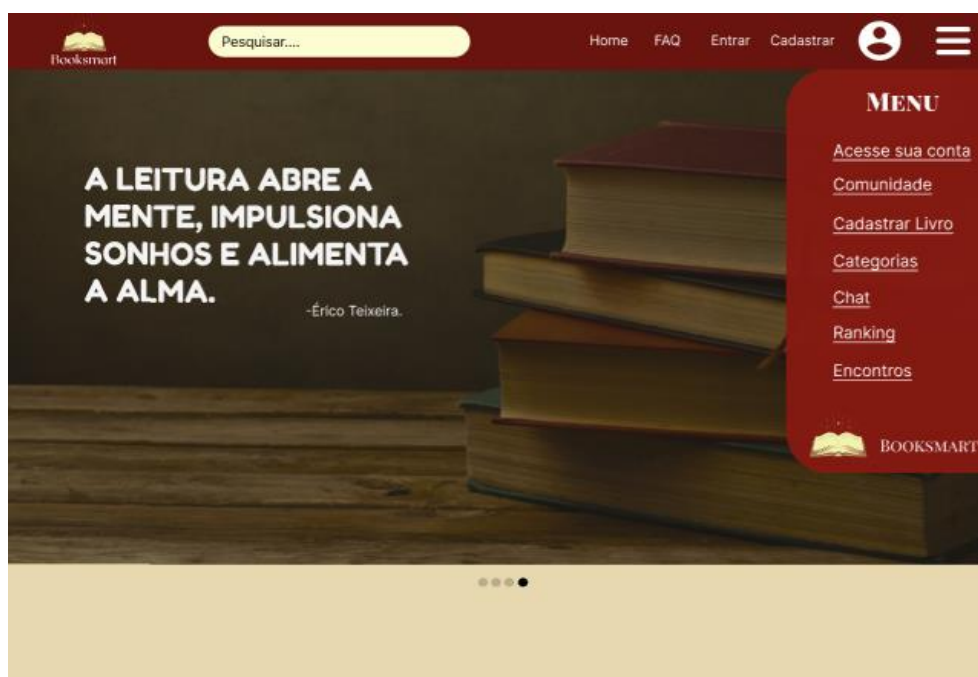 Booksmart
Pesquisar....
Home FAQ Entrar Cadastrar
MENU
Acesse sua conta
Comunidade
Cadastrar Livro
Categorias
Chat
Ranking
Encontros
BOOKSMART
A LEITURA ABRE A
MENTE, IMPULSIONA
SONHOS E ALIMENTA
A ALMA.
-Érico Teixeira.